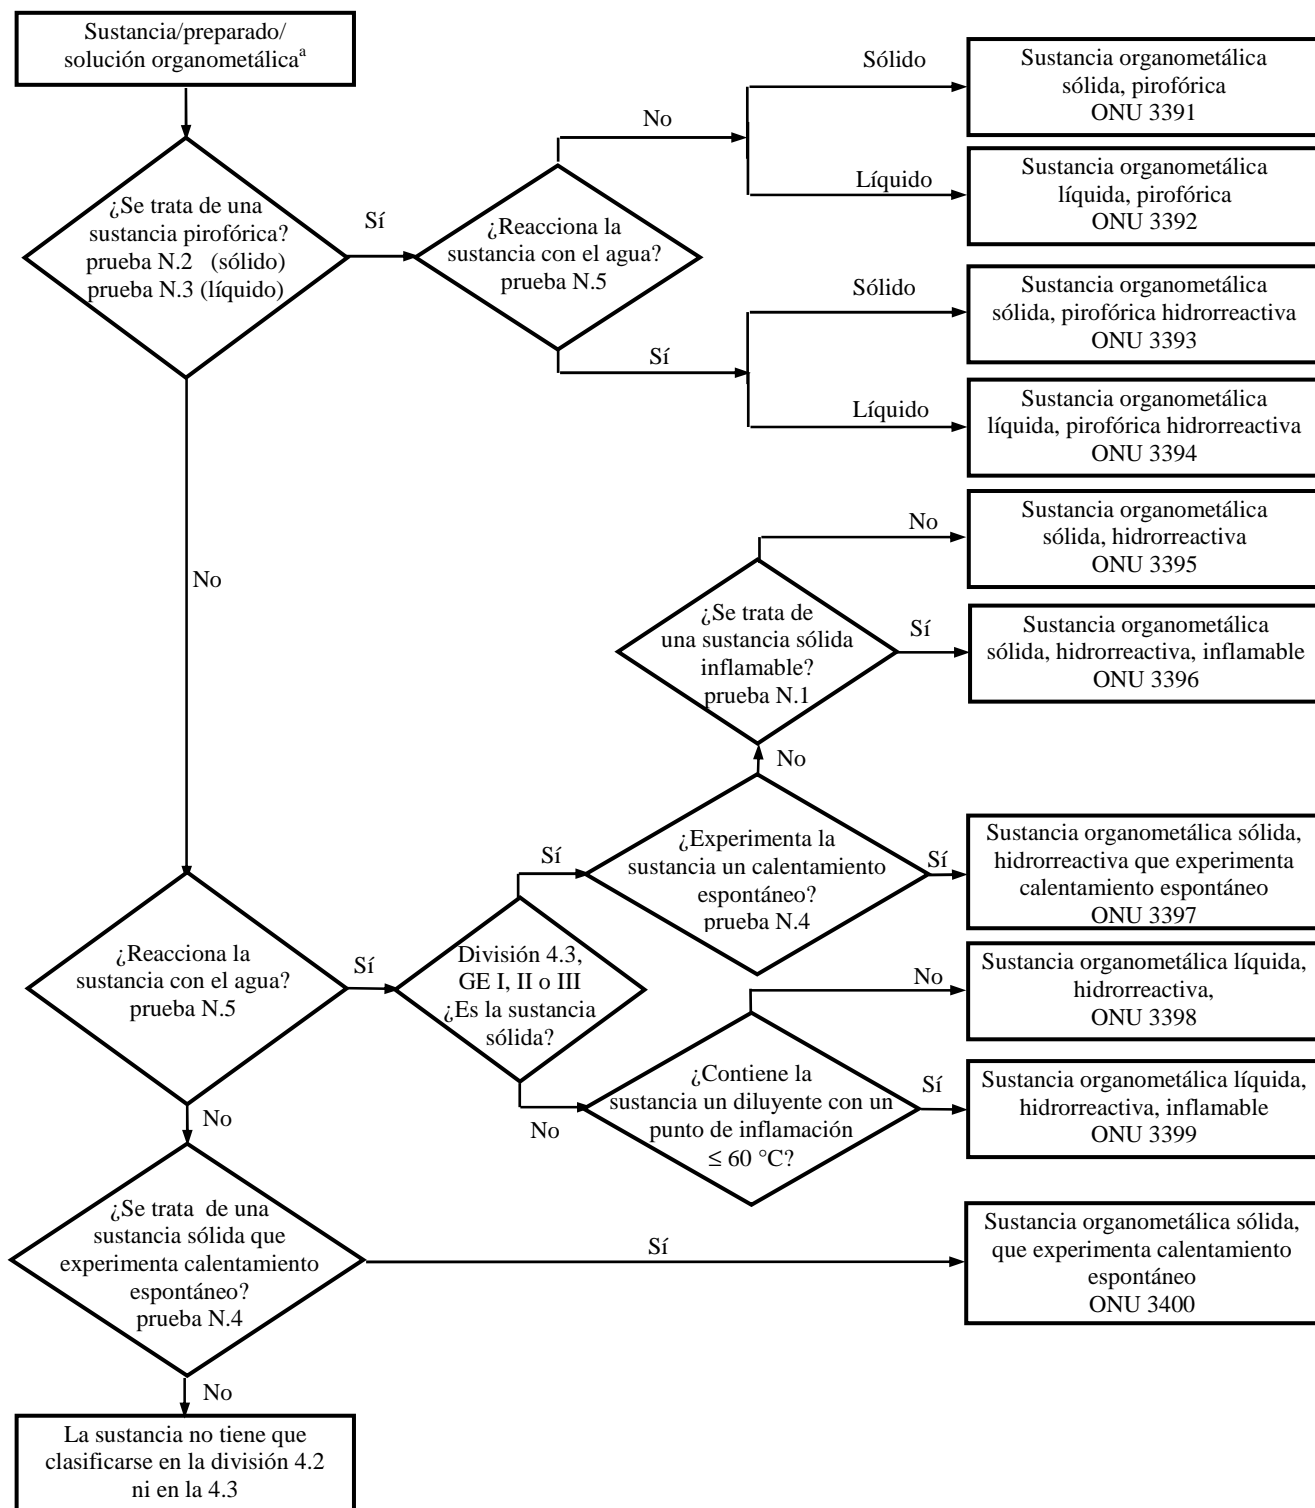 Sustancia/preparado/
solución organometálicaª
¿Se trata de una
sustancia pirofórica?
prueba N.2 (sólido)
prueba N.3 (líquido)
Sí
¿Reacciona la
sustancia con el agua?
prueba N.5
No
Sólido
Sustancia organometálica
sólida, pirofórica
ONU 3391
Líquido
Sustancia organometálica
líquida, pirofórica
ONU 3392
Sí
Sólido
Sustancia organometálica
sólida, pirofórica hidrorreactiva
ONU 3393
Líquido
Sustancia organometálica
líquida, pirofórica hidrorreactiva
ONU 3394
No
No
Sustancia organometálica
sólida, hidrorreactiva
ONU 3395
¿Se trata de
una sustancia sólida
inflamable?
prueba N.1
Sí
Sustancia organometálica
sólida, hidrorreactiva, inflamable
ONU 3396
No
¿Experimenta la
sustancia un calentamiento
espontáneo?
prueba N.4
Sí
Sustancia organometálica sólida,
hidrorreactiva que experimenta
calentamiento espontáneo
ONU 3397
Sí
¿Reacciona la
sustancia con el agua?
prueba N.5
Sí
División 4.3,
GE I, II o III
¿Es la sustancia
sólida?
No
Sustancia organometálica líquida,
hidrorreactiva,
ONU 3398
No
¿Contiene la
sustancia un diluyente con un
punto de inflamación
≤ 60 °C?
Sí
Sustancia organometálica líquida,
hidrorreactiva, inflamable
ONU 3399
No
¿Se trata de una
sustancia sólida que
experimenta calentamiento
espontáneo?
prueba N.4
Sí
Sustancia organometálica sólida,
que experimenta calentamiento
espontáneo
ONU 3400
No
La sustancia no tiene que
clasificarse en la división 4.2
ni en la 4.3